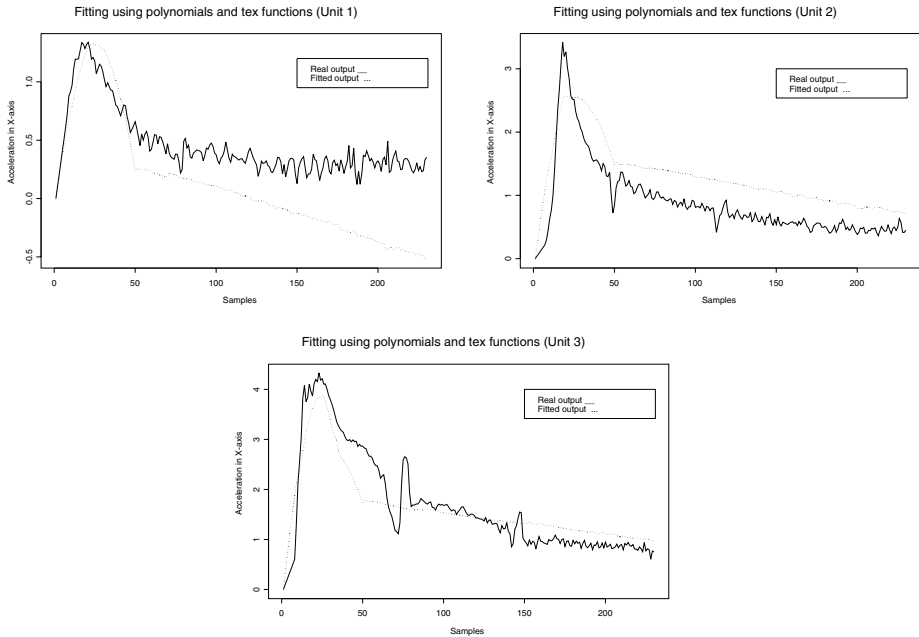 Fitting using polynomials and tex functions (Unit 1)
Real output __
Fitted output ...
Acceleration in X-axis
-0.5 0.0 0.5 1.0
0 50 100 150 200
Samples
Fitting using polynomials and tex functions (Unit 2)
Real output __
Fitted output ...
Acceleration in X-axis
0 1 2 3
0 50 100 150 200
Samples
Fitting using polynomials and tex functions (Unit 3)
Real output __
Fitted output ...
Acceleration in X-axis
0 1 2 3 4
0 50 100 150 200
Samples